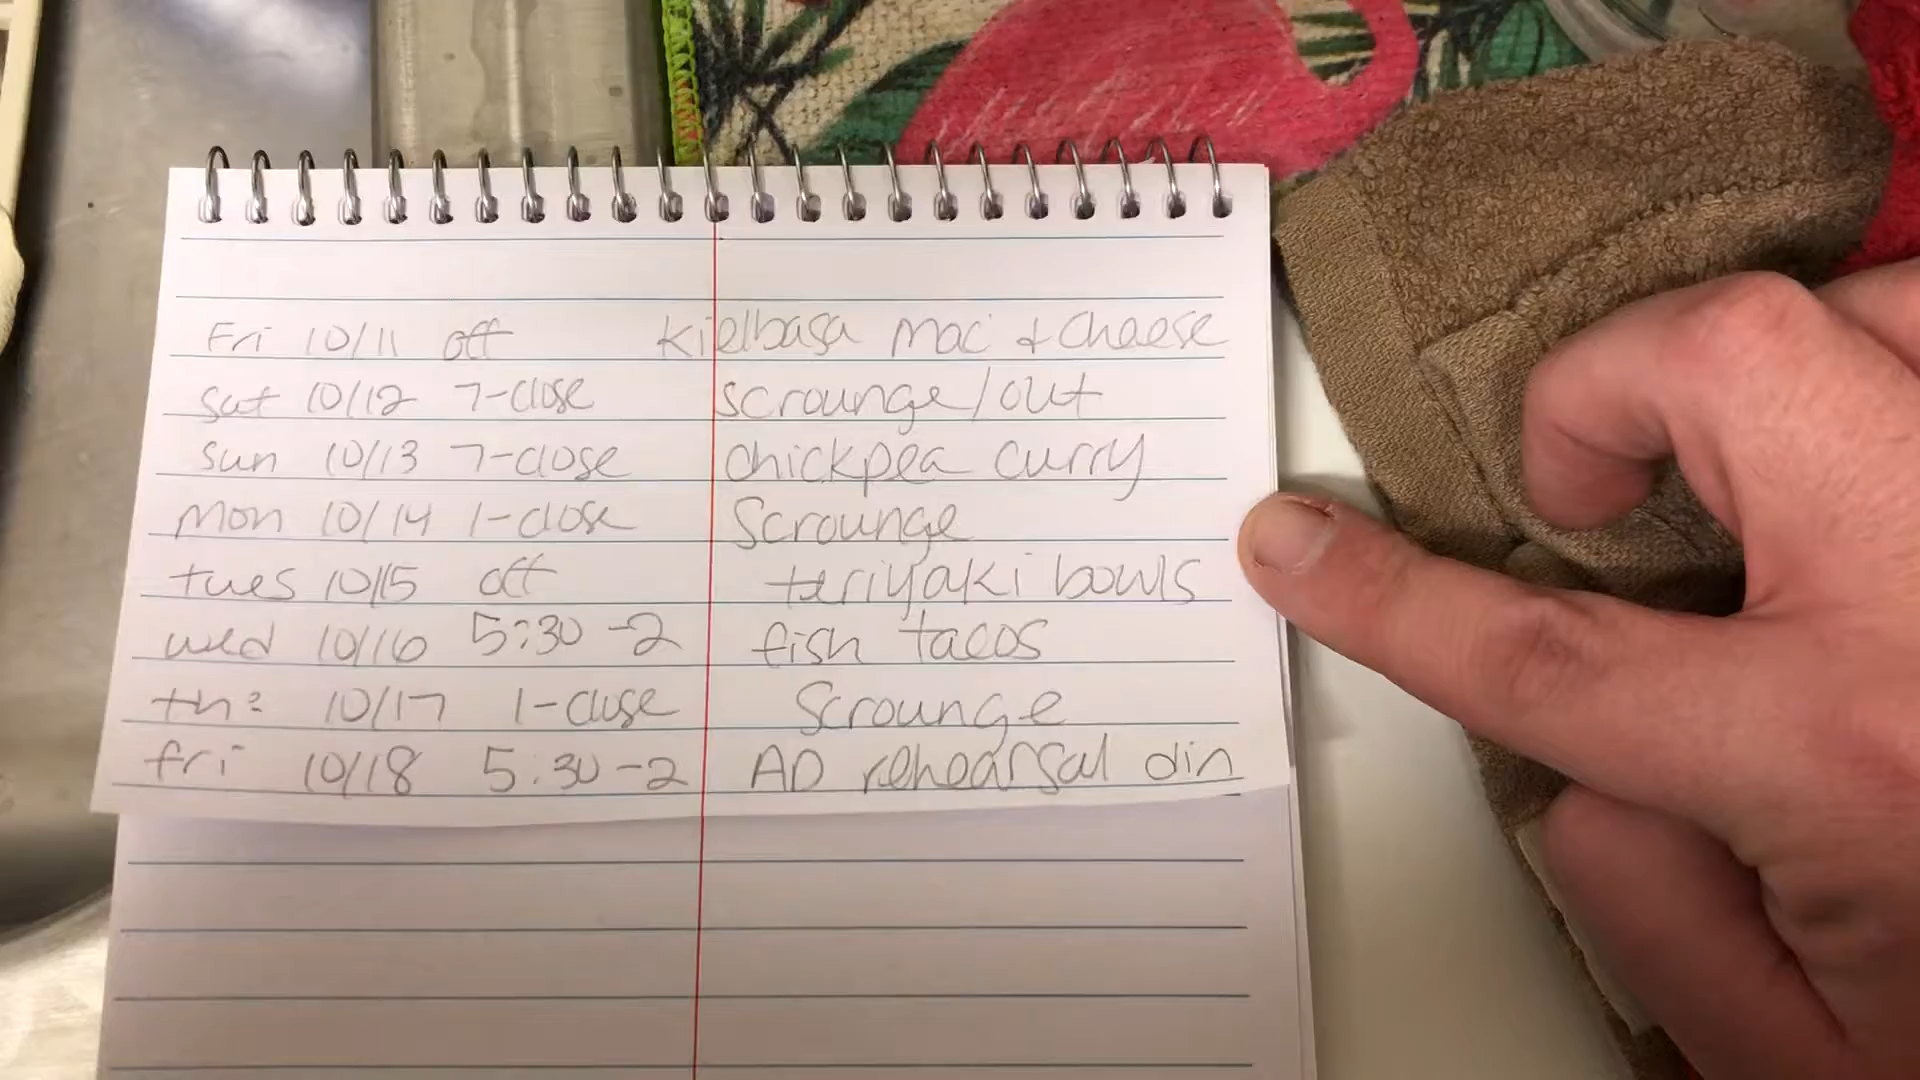 Fri 10/11 off kielbasa mac + cheese
Sat 10/12 7-close scrounge/out
Sun 10/13 7-close chickpea curry
Mon 10/14 1-close Scrounge
tues 10/15 off teriyaki bowls
wed 10/16 5:30-2 fish tacos
th: 10/17 1-close Scrounge
fri 10/18 5:30-2 AD rehearsal din